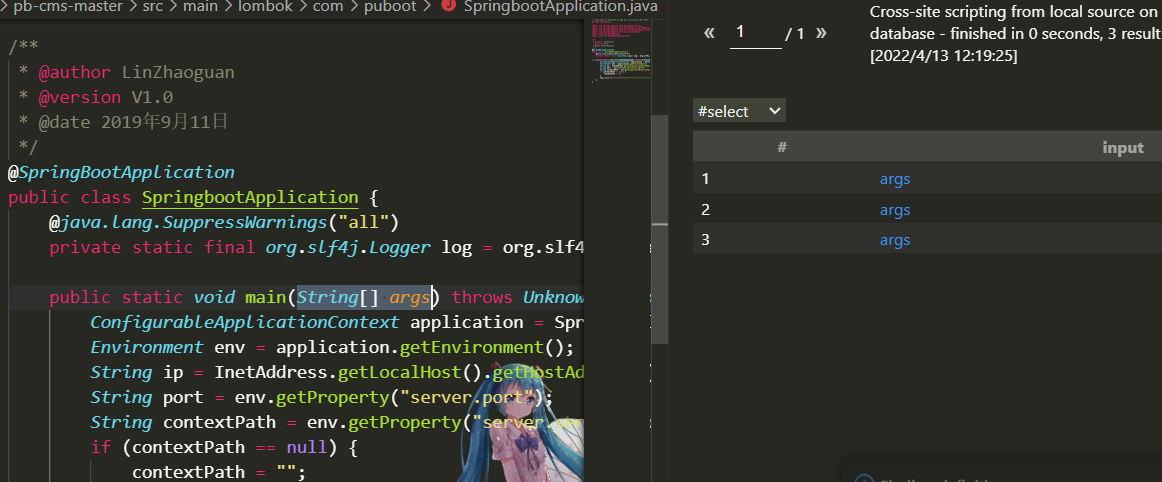 > pb-cms-master > src > main > lombok > com > puboot > SpringbootApplication.java
/**
* @author LinZhaoguan
* @version V1.0
* @date 2019年9月11日
*/
@SpringBootApplication
public class SpringbootApplication {
@java.lang.SuppressWarnings("all")
private static final org.slf4j.Logger log = org.slf4
public static void main(String[] args) throws Unknow
ConfigurableApplicationContext application = Spr
Environment env = application.getEnvironment();
String ip = InetAddress.getLocalHost().getHostAd
String port = env.getProperty("server.port");
String contextPath = env.getProperty("server.
if (contextPath == null) {
contextPath = "";
« 1 / 1 »
Cross-site scripting from local source on
database - finished in 0 seconds, 3 result
[2022/4/13 12:19:25]
#select
# input
1 args
2 args
3 args